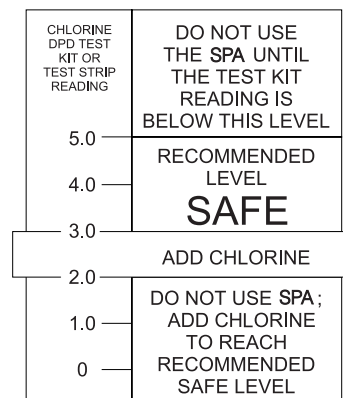 CHLORINE
DPD TEST
KIT OR
TEST STRIP
READING
DO NOT USE
THE SPA UNTIL
THE TEST KIT
READING IS
BELOW THIS LEVEL
5.0
RECOMMENDED
LEVEL
4.0
SAFE
3.0
ADD CHLORINE
2.0
DO NOT USE SPA;
1.0
ADD CHLORINE
TO REACH
RECOMMENDED
0
SAFE LEVEL